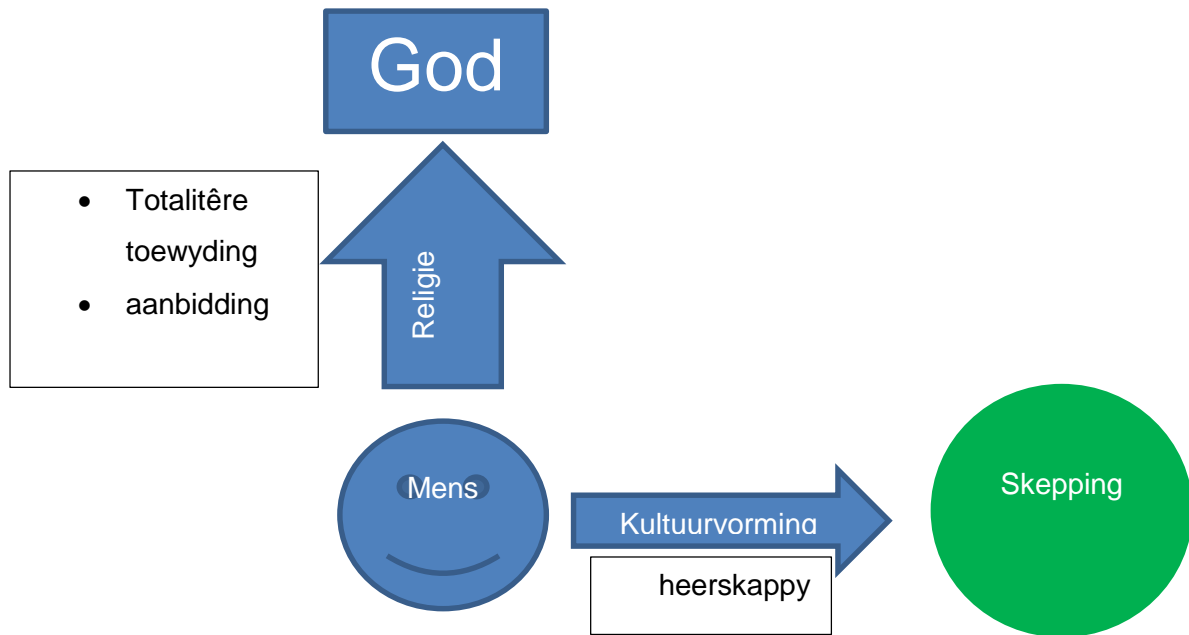 God
• Totalitêre
toewyding
• aanbidding
Religie
Mens
Kultuurvorming
heerskappy
Skepping